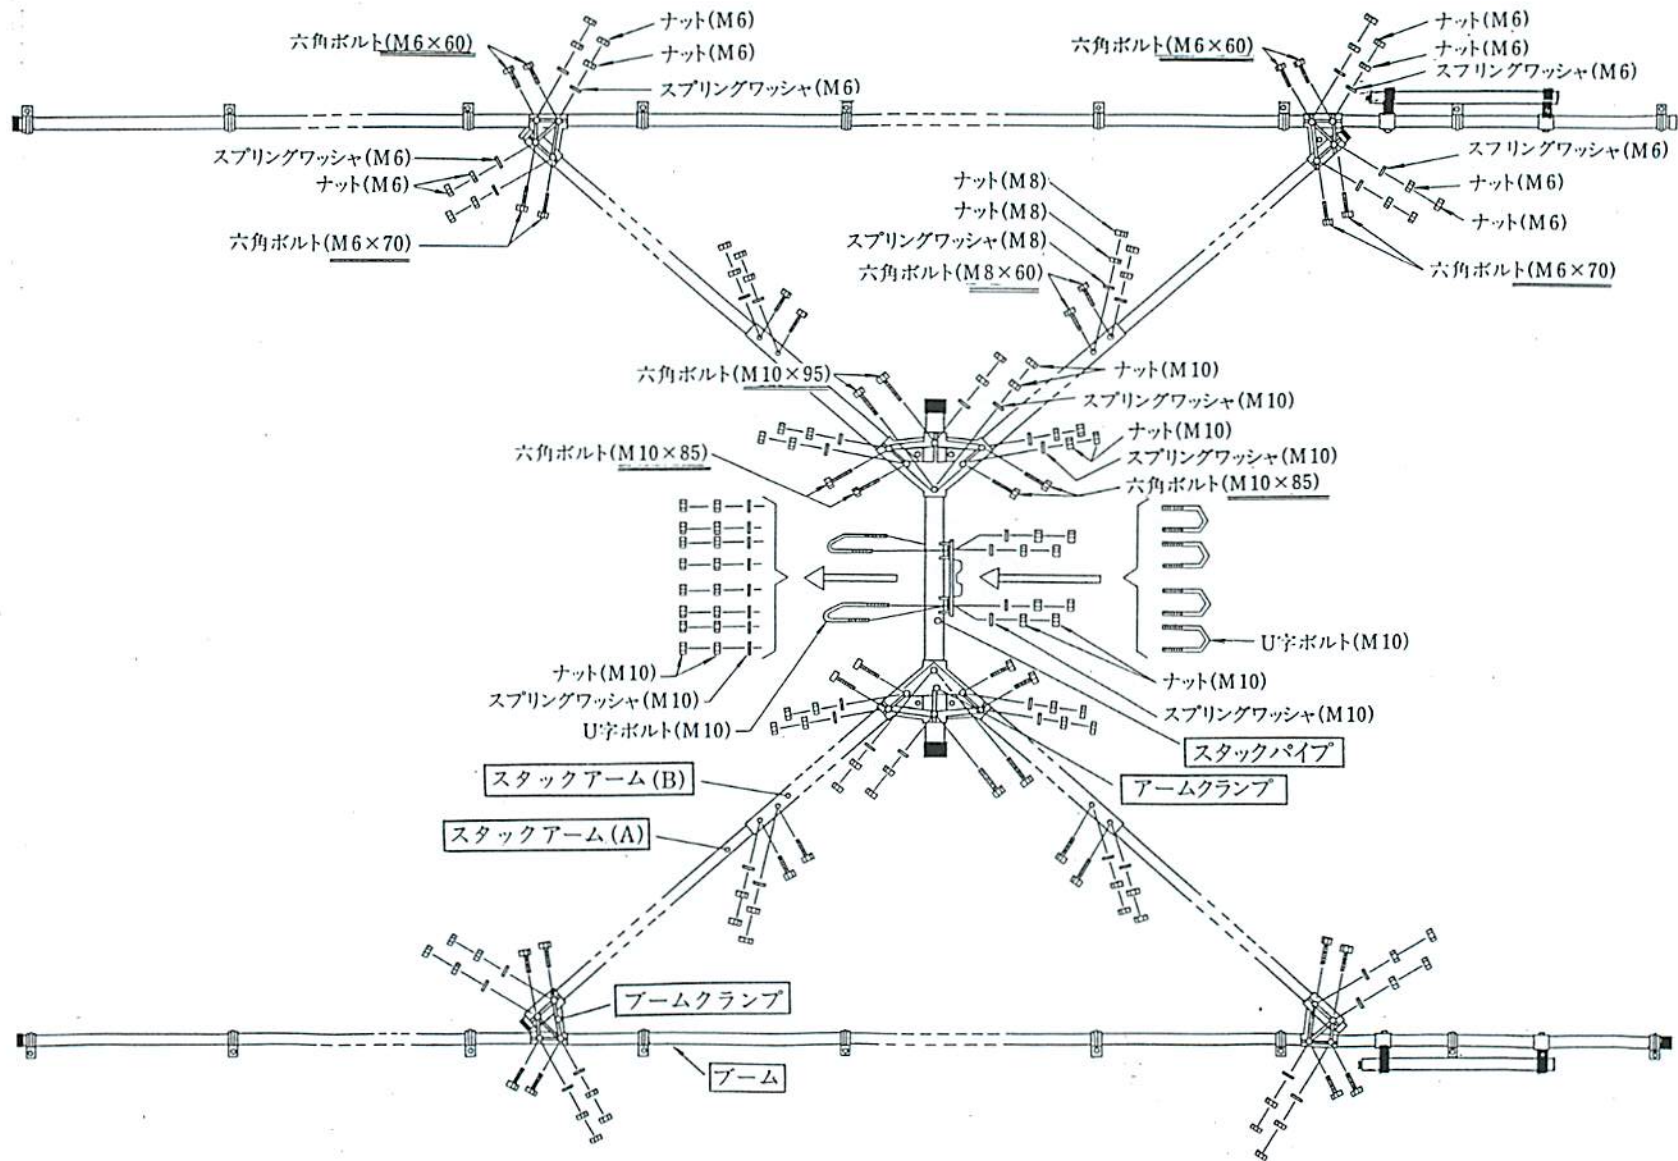 ナット(M6)
六角ボルト(M6×60)
ナット(M6)
スプリングワッシャ(M6)
ナット(M6)
六角ボルト(M6×60)
ナット(M6)
スプリングワッシャ(M6)
スプリングワッシャ(M6)
ナット(M6)
六角ボルト(M6×70)
スプリングワッシャ(M6)
ナット(M6)
ナット(M6)
六角ボルト(M6×70)
ナット(M8)
ナット(M8)
スプリングワッシャ(M8)
六角ボルト(M8×60)
六角ボルト(M10×95)
ナット(M10)
スプリングワッシャ(M10)
ナット(M10)
六角ボルト(M10×85)
スプリングワッシャ(M10)
六角ボルト(M10×85)
U字ボルト(M10)
ナット(M10)
スプリングワッシャ(M10)
U字ボルト(M10)
ナット(M10)
スプリングワッシャ(M10)
スタックパイプ
スタックアーム(B)
アームクランプ
スタックアーム(A)
ブームクランプ
ブーム